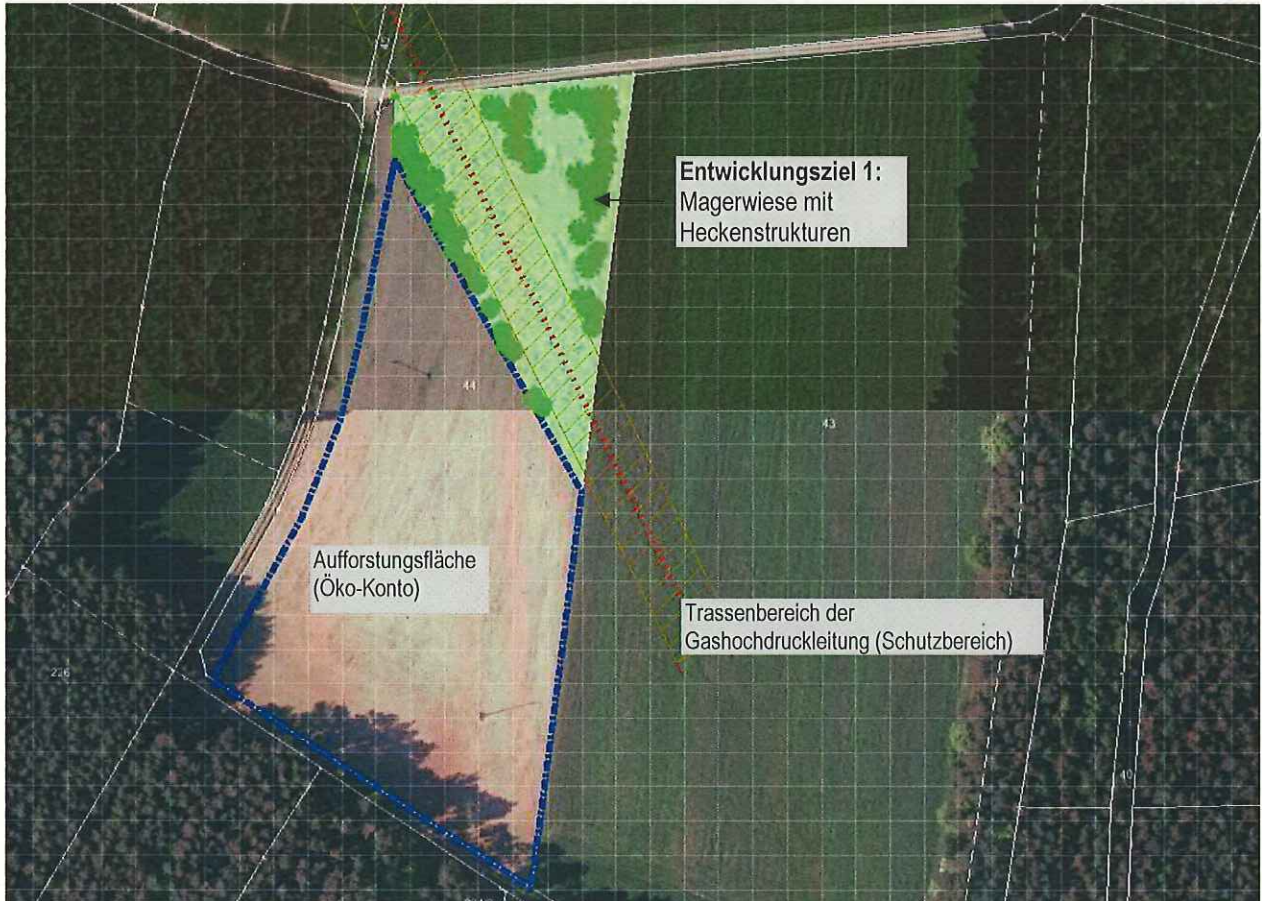 Entwicklungsziel 1:
Magerwiese mit
Heckenstrukturen
44
43
Aufforstungsfläche
(Öko-Konto)
Trassenbereich der
Gashochdruckleitung (Schutzbereich)
226
40